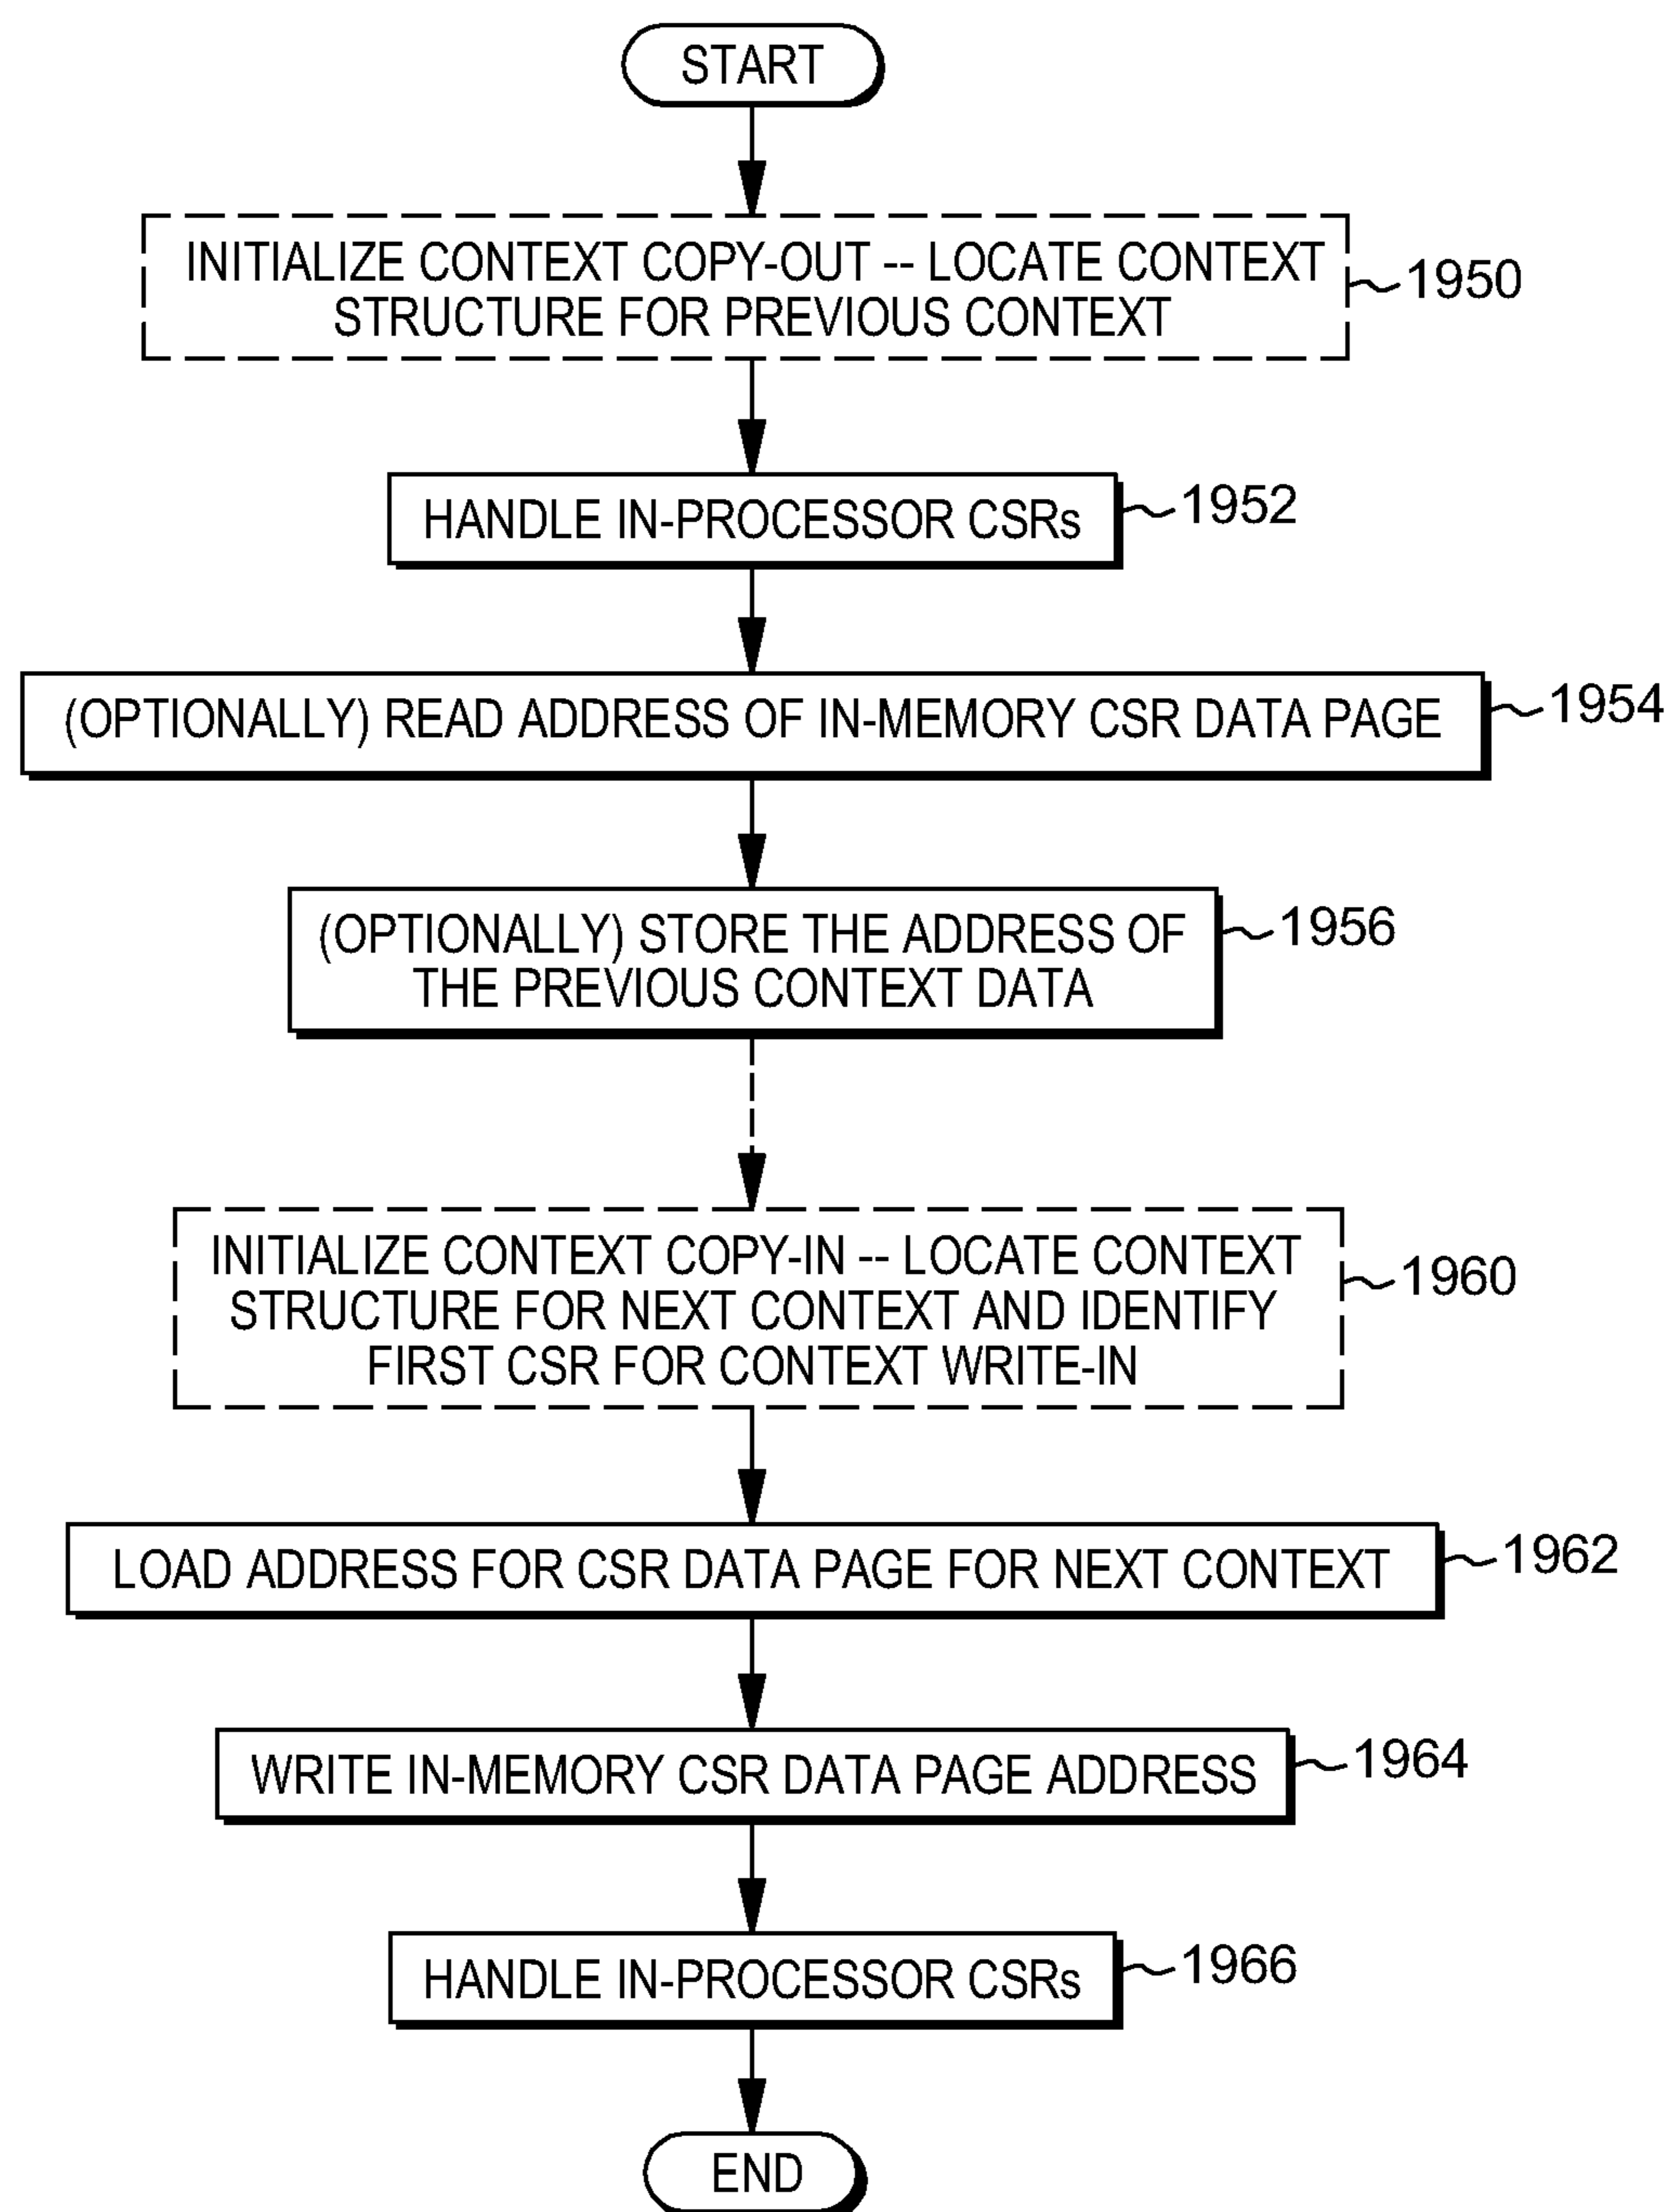 START
INITIALIZE CONTEXT COPY-OUT -- LOCATE CONTEXT
STRUCTURE FOR PREVIOUS CONTEXT
1950
HANDLE IN-PROCESSOR CSRs
1952
(OPTIONALLY) READ ADDRESS OF IN-MEMORY CSR DATA PAGE
1954
(OPTIONALLY) STORE THE ADDRESS OF
THE PREVIOUS CONTEXT DATA
1956
INITIALIZE CONTEXT COPY-IN -- LOCATE CONTEXT
STRUCTURE FOR NEXT CONTEXT AND IDENTIFY
FIRST CSR FOR CONTEXT WRITE-IN
1960
LOAD ADDRESS FOR CSR DATA PAGE FOR NEXT CONTEXT
1962
WRITE IN-MEMORY CSR DATA PAGE ADDRESS
1964
HANDLE IN-PROCESSOR CSRs
1966
END